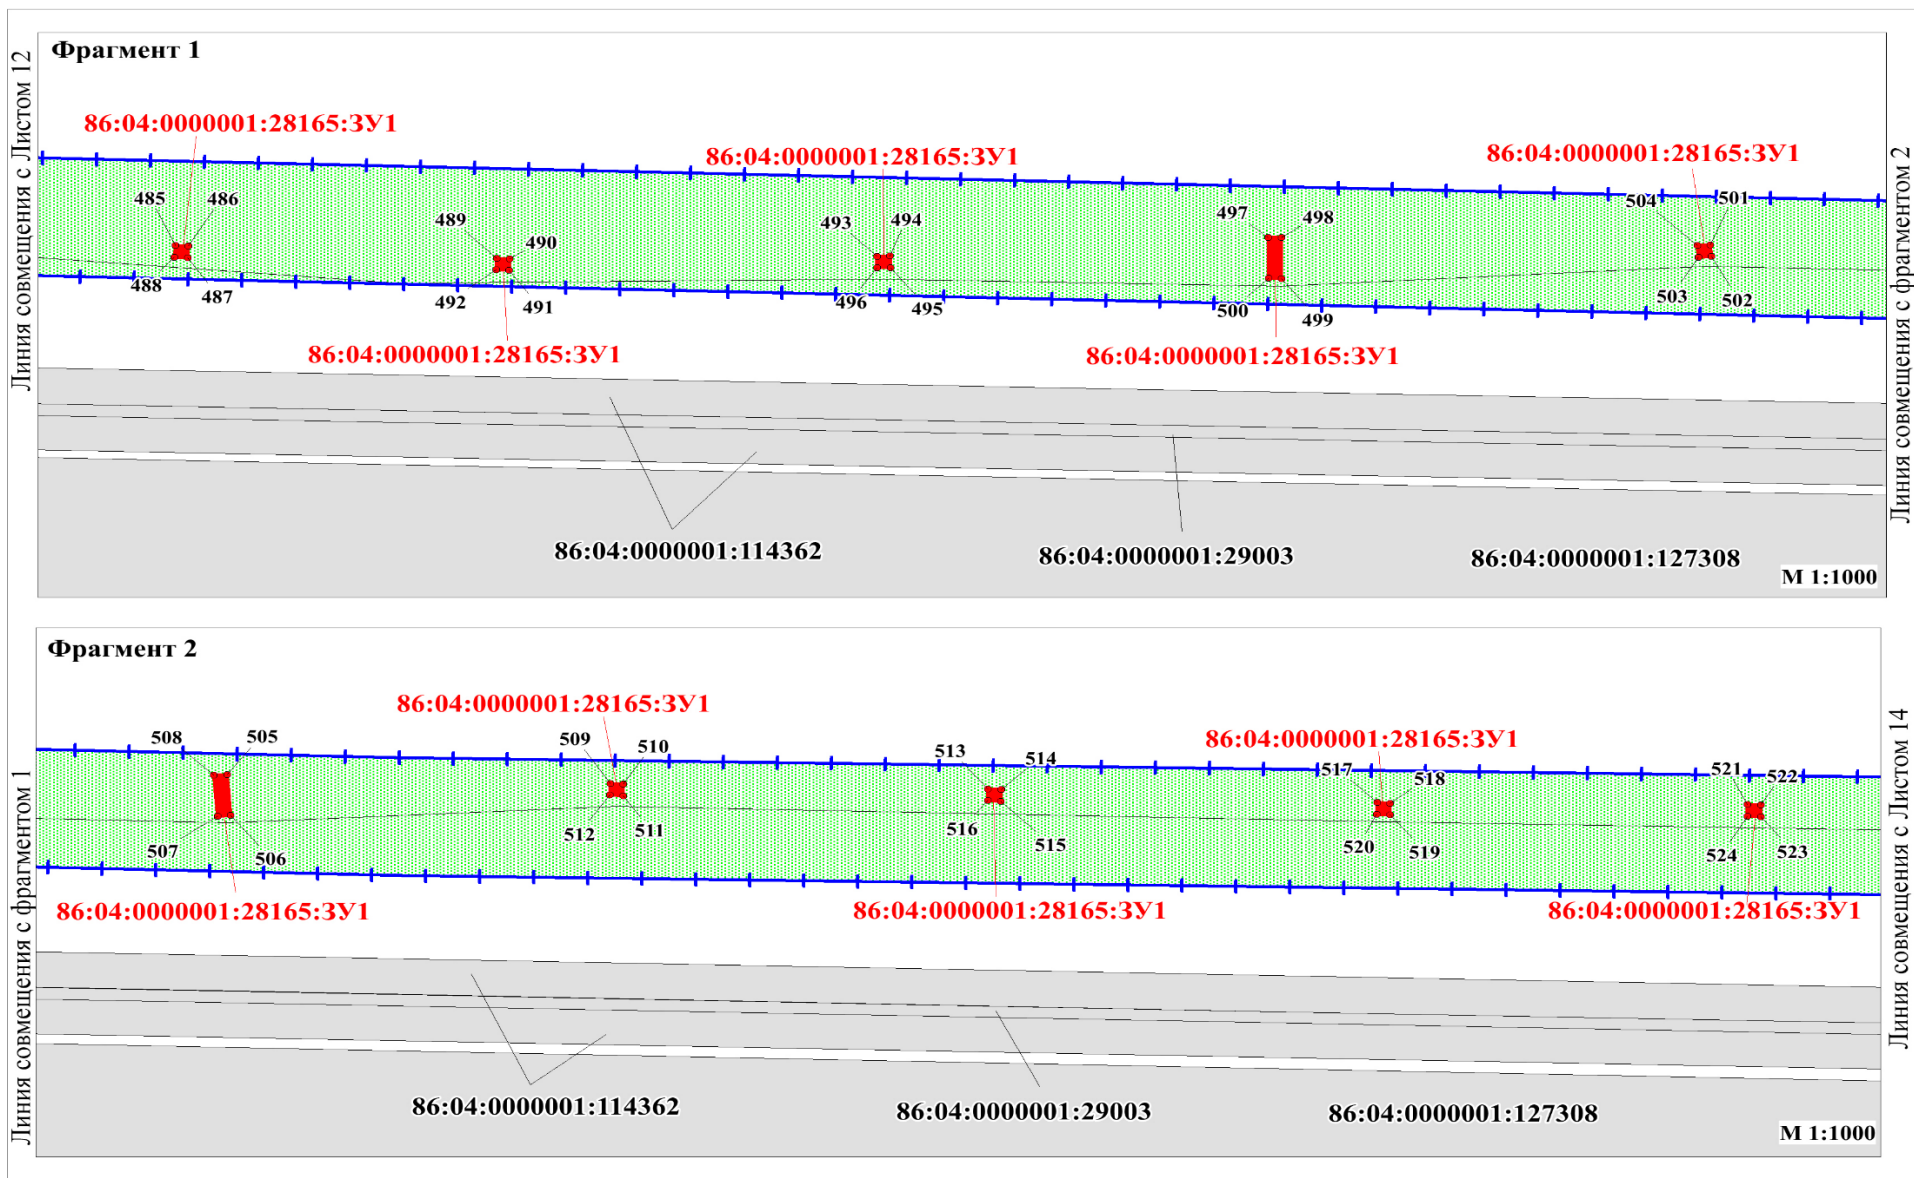 Фрагмент 1
Линия совмещения с Листом 12
86:04:0000001:28165:ЗУ1
86:04:0000001:28165:ЗУ1
86:04:0000001:28165:ЗУ1
485
486
488
487
489
490
492
491
493
494
496
495
497
498
500
499
504
501
503
502
86:04:0000001:28165:ЗУ1
86:04:0000001:28165:ЗУ1
Линия совмещения с фрагментом 2
86:04:0000001:114362
86:04:0000001:29003
86:04:0000001:127308
М 1:1000
Фрагмент 2
Линия совмещения с фрагментом 1
86:04:0000001:28165:ЗУ1
86:04:0000001:28165:ЗУ1
508
505
507
506
509
510
512
511
513
514
516
515
517
518
520
519
521
522
524
523
86:04:0000001:28165:ЗУ1
86:04:0000001:28165:ЗУ1
86:04:0000001:28165:ЗУ1
Линия совмещения с Листом 14
86:04:0000001:114362
86:04:0000001:29003
86:04:0000001:127308
М 1:1000